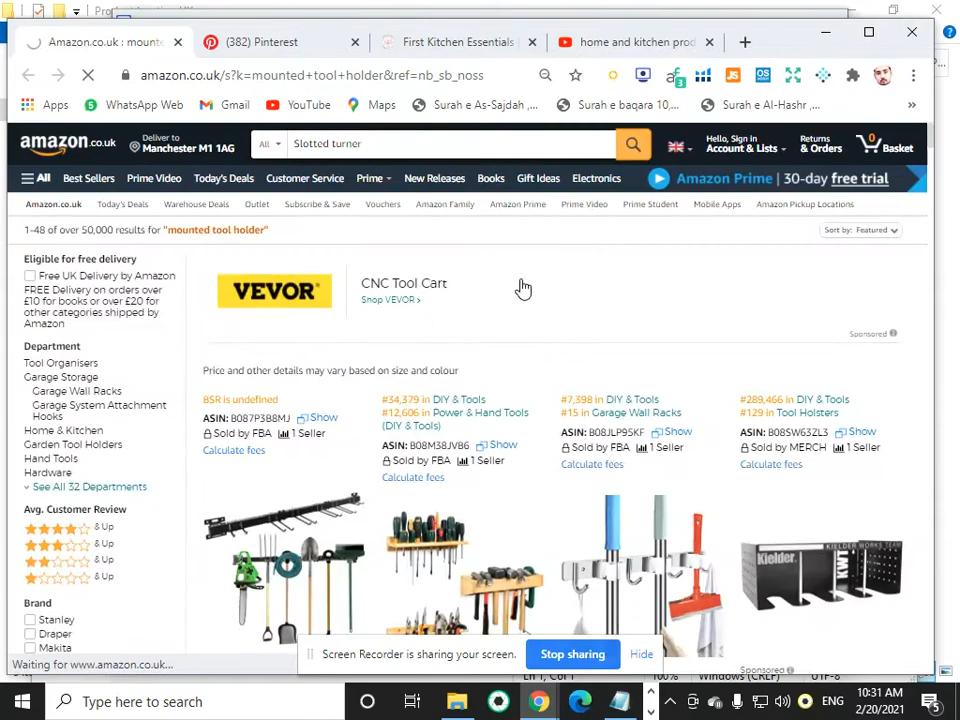 Amazon.co.uk : mounte
(382) Pinterest
First Kitchen Essentials
home and kitchen prod
amazon.co.uk/s?k=mounted+tool+holder&ref=nb_sb_noss
Apps
WhatsApp Web
Gmail
YouTube
Maps
Surah e As-Sajdah ,...
Surah e baqara 10,...
Surah e Al-Hashr ,...
amazon.co.uk
Deliver to
Manchester M1 1AG
All
Slotted turner
Hello, Sign in
Account & Lists
Returns
& Orders
0
Basket
All
Best Sellers
Prime Video
Today's Deals
Customer Service
Prime
New Releases
Books
Gift Ideas
Electronics
Amazon Prime | 30-day free trial
Amazon.co.uk
Today's Deals
Warehouse Deals
Outlet
Subscribe & Save
Vouchers
Amazon Family
Amazon Prime
Prime Video
Prime Student
Mobile Apps
Amazon Pickup Locations
1-48 of over 50,000 results for "mounted tool holder"
Sort by: Featured
Eligible for free delivery
Free UK Delivery by Amazon
FREE Delivery on orders over
£10 for books or over £20 for
other categories shipped by
Amazon
Department
Tool Organisers
Garage Storage
Garage Wall Racks
Garage System Attachment
Hooks
Home & Kitchen
Garden Tool Holders
Hand Tools
Hardware
See All 32 Departments
Avg. Customer Review
& Up
& Up
& Up
& Up
Brand
Stanley
Draper
Makita
VEVOR
CNC Tool Cart
Shop VEVOR >
Sponsored
Price and other details may vary based on size and colour
BSR is undefined
ASIN: B087P3B8MJ Show
Sold by FBA 1 Seller
Calculate fees
#34,379 in DIY & Tools
#12,606 in Power & Hand Tools
(DIY & Tools)
ASIN: B08M38JVB6 Show
Sold by FBA 1 Seller
Calculate fees
#7,398 in DIY & Tools
#15 in Garage Wall Racks
ASIN: B08JLP95KF Show
Sold by FBA 1 Seller
Calculate fees
#289,466 in DIY & Tools
#129 in Tool Holsters
ASIN: B08SW63ZL3 Show
Sold by MERCH 1 Seller
Calculate fees
KIELDER WORKS TEAM
Kielder.
KWT
Sponsored
Waiting for www.amazon.co.uk...
Screen Recorder is sharing your screen.
Stop sharing
Hide
Type here to search
ENG
10:31 AM
2/20/2021
5